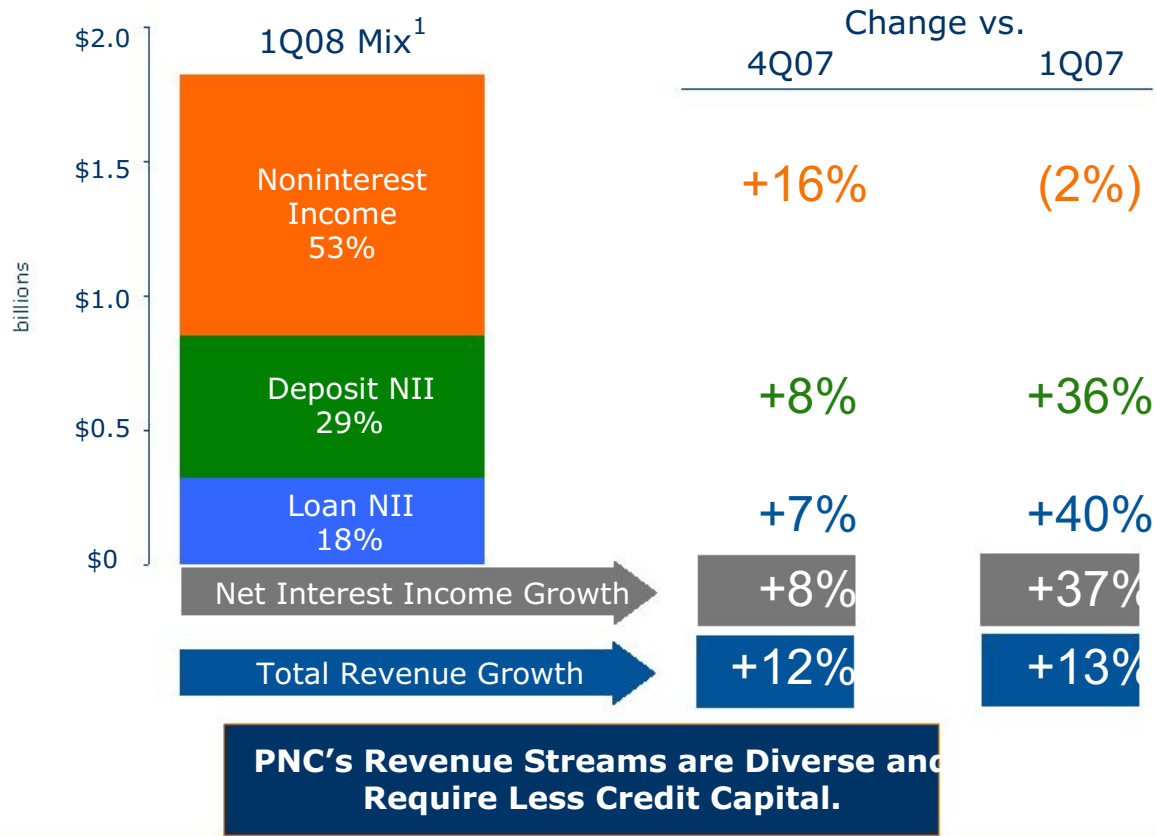 Change vs.
1Q08 Mix¹
4Q07
1Q07
$2.0
$1.5
$1.0
$0.5
$0
billions
Noninterest
Income
53%
+16%
(2%)
Deposit NII
29%
+8%
+36%
Loan NII
18%
+7%
+40%
Net Interest Income Growth
+8%
+37%
Total Revenue Growth
+12%
+13%
PNC’s Revenue Streams are Diverse and
Require Less Credit Capital.